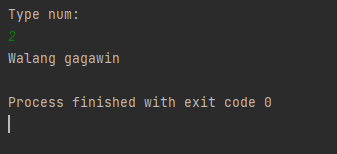 Type num:
2
Walang gagawin
Process finished with exit code 0